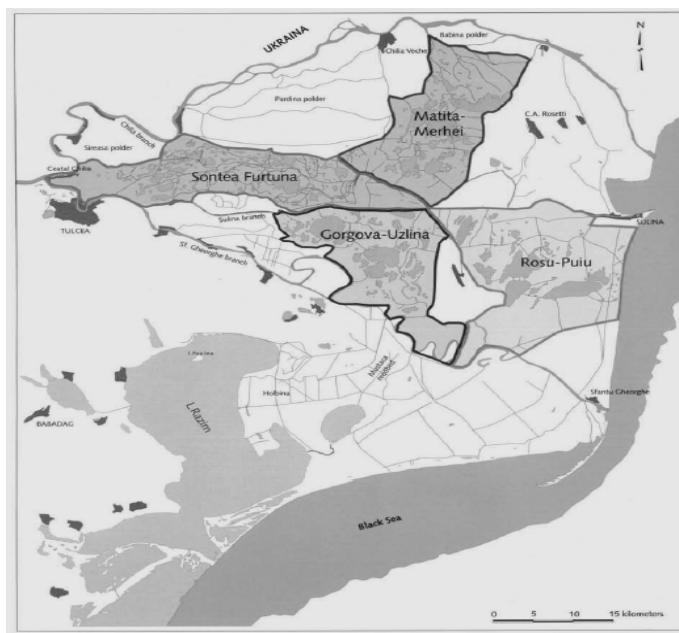 N
UKRAINA
Babina polder
Chilia Veche
Pardina polder
Matita-
Merhei
C.A. Rosetti
Chilia branch
Sireasa polder
Ceatal Chilia
Sontea Furtuna
TULCEA
Sulina branch
SULINA
Gorgova-Uzlina
Rosu-Puiu
St. Gheorghe branch
Holbina
Sfantu Gheorghe
L.Razim
BABADAG
Black Sea
0 5 10 15 kilometers